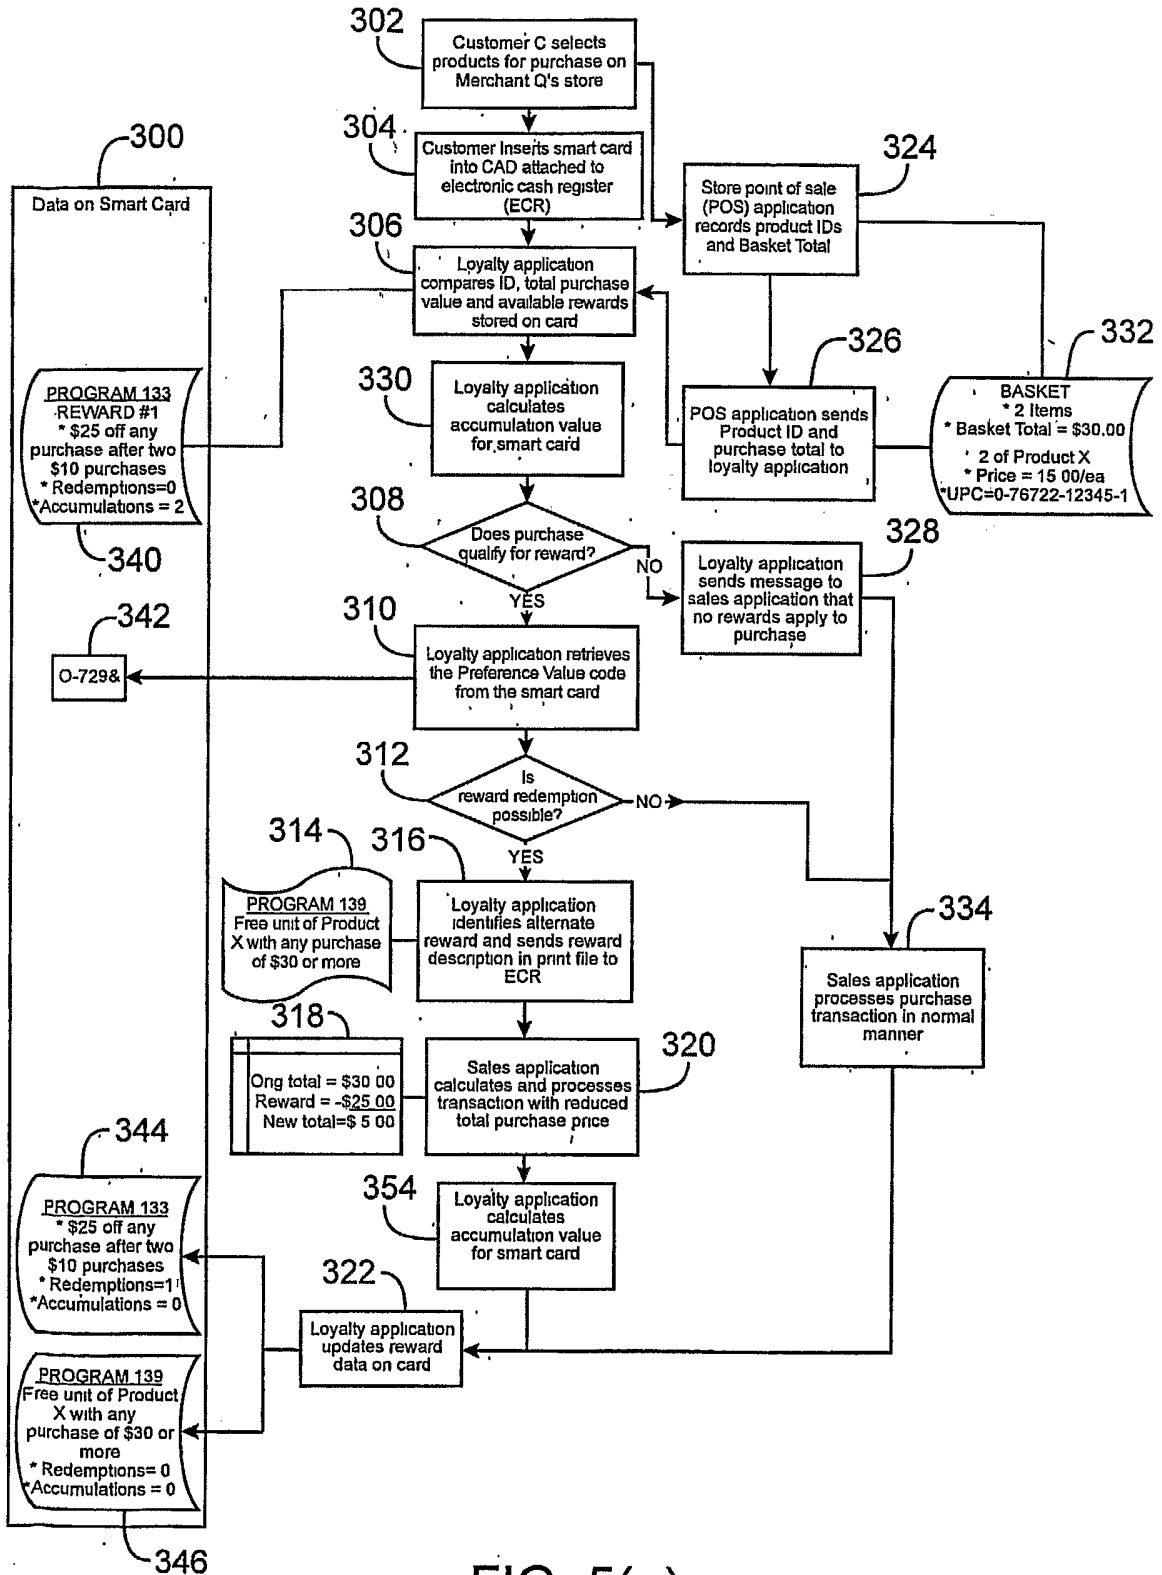 302
Customer C selects
products for purchase on
Merchant Q's store
304
Customer Inserts smart card
into CAD attached to
electronic cash register
(ECR)
324
Store point of sale
(POS) application
records product IDs
and Basket Total
300
Data on Smart Card
306
Loyalty application
compares ID, total purchase
value and available rewards
stored on card
326
POS application sends
Product ID and
purchase total to
loyalty application
332
BASKET
* 2 Items
* Basket Total = $30.00
* 2 of Product X
* Price = 15 00/ea
*UPC=0-76722-12345-1
330
Loyalty application
calculates
accumulation value
for smart card
PROGRAM 133
REWARD #1
* $25 off any
purchase after two
$10 purchases
* Redemptions=0
*Accumulations = 2
340
308
Does purchase
qualify for reward?
NO
YES
328
Loyalty application
sends message to
sales application that
no rewards apply to
purchase
310
Loyalty application retrieves
the Preference Value code
from the smart card
342
O-729&
312
Is
reward redemption
possible?
NO
YES
314
PROGRAM 139
Free unit of Product
X with any purchase
of $30 or more
316
Loyalty application
identifies alternate
reward and sends reward
description in print file to
ECR
334
Sales application
processes purchase
transaction in normal
manner
318
Ong total = $30 00
Reward = -$25 00
New total=$ 5 00
320
Sales application
calculates and processes
transaction with reduced
total purchase price
354
Loyalty application
calculates
accumulation value
for smart card
344
PROGRAM 133
* $25 off any
purchase after two
$10 purchases
* Redemptions=1
*Accumulations = 0
322
Loyalty application
updates reward
data on card
PROGRAM 139
Free unit of Product
X with any
purchase of $30 or
more
* Redemptions= 0
*Accumulations = 0
346